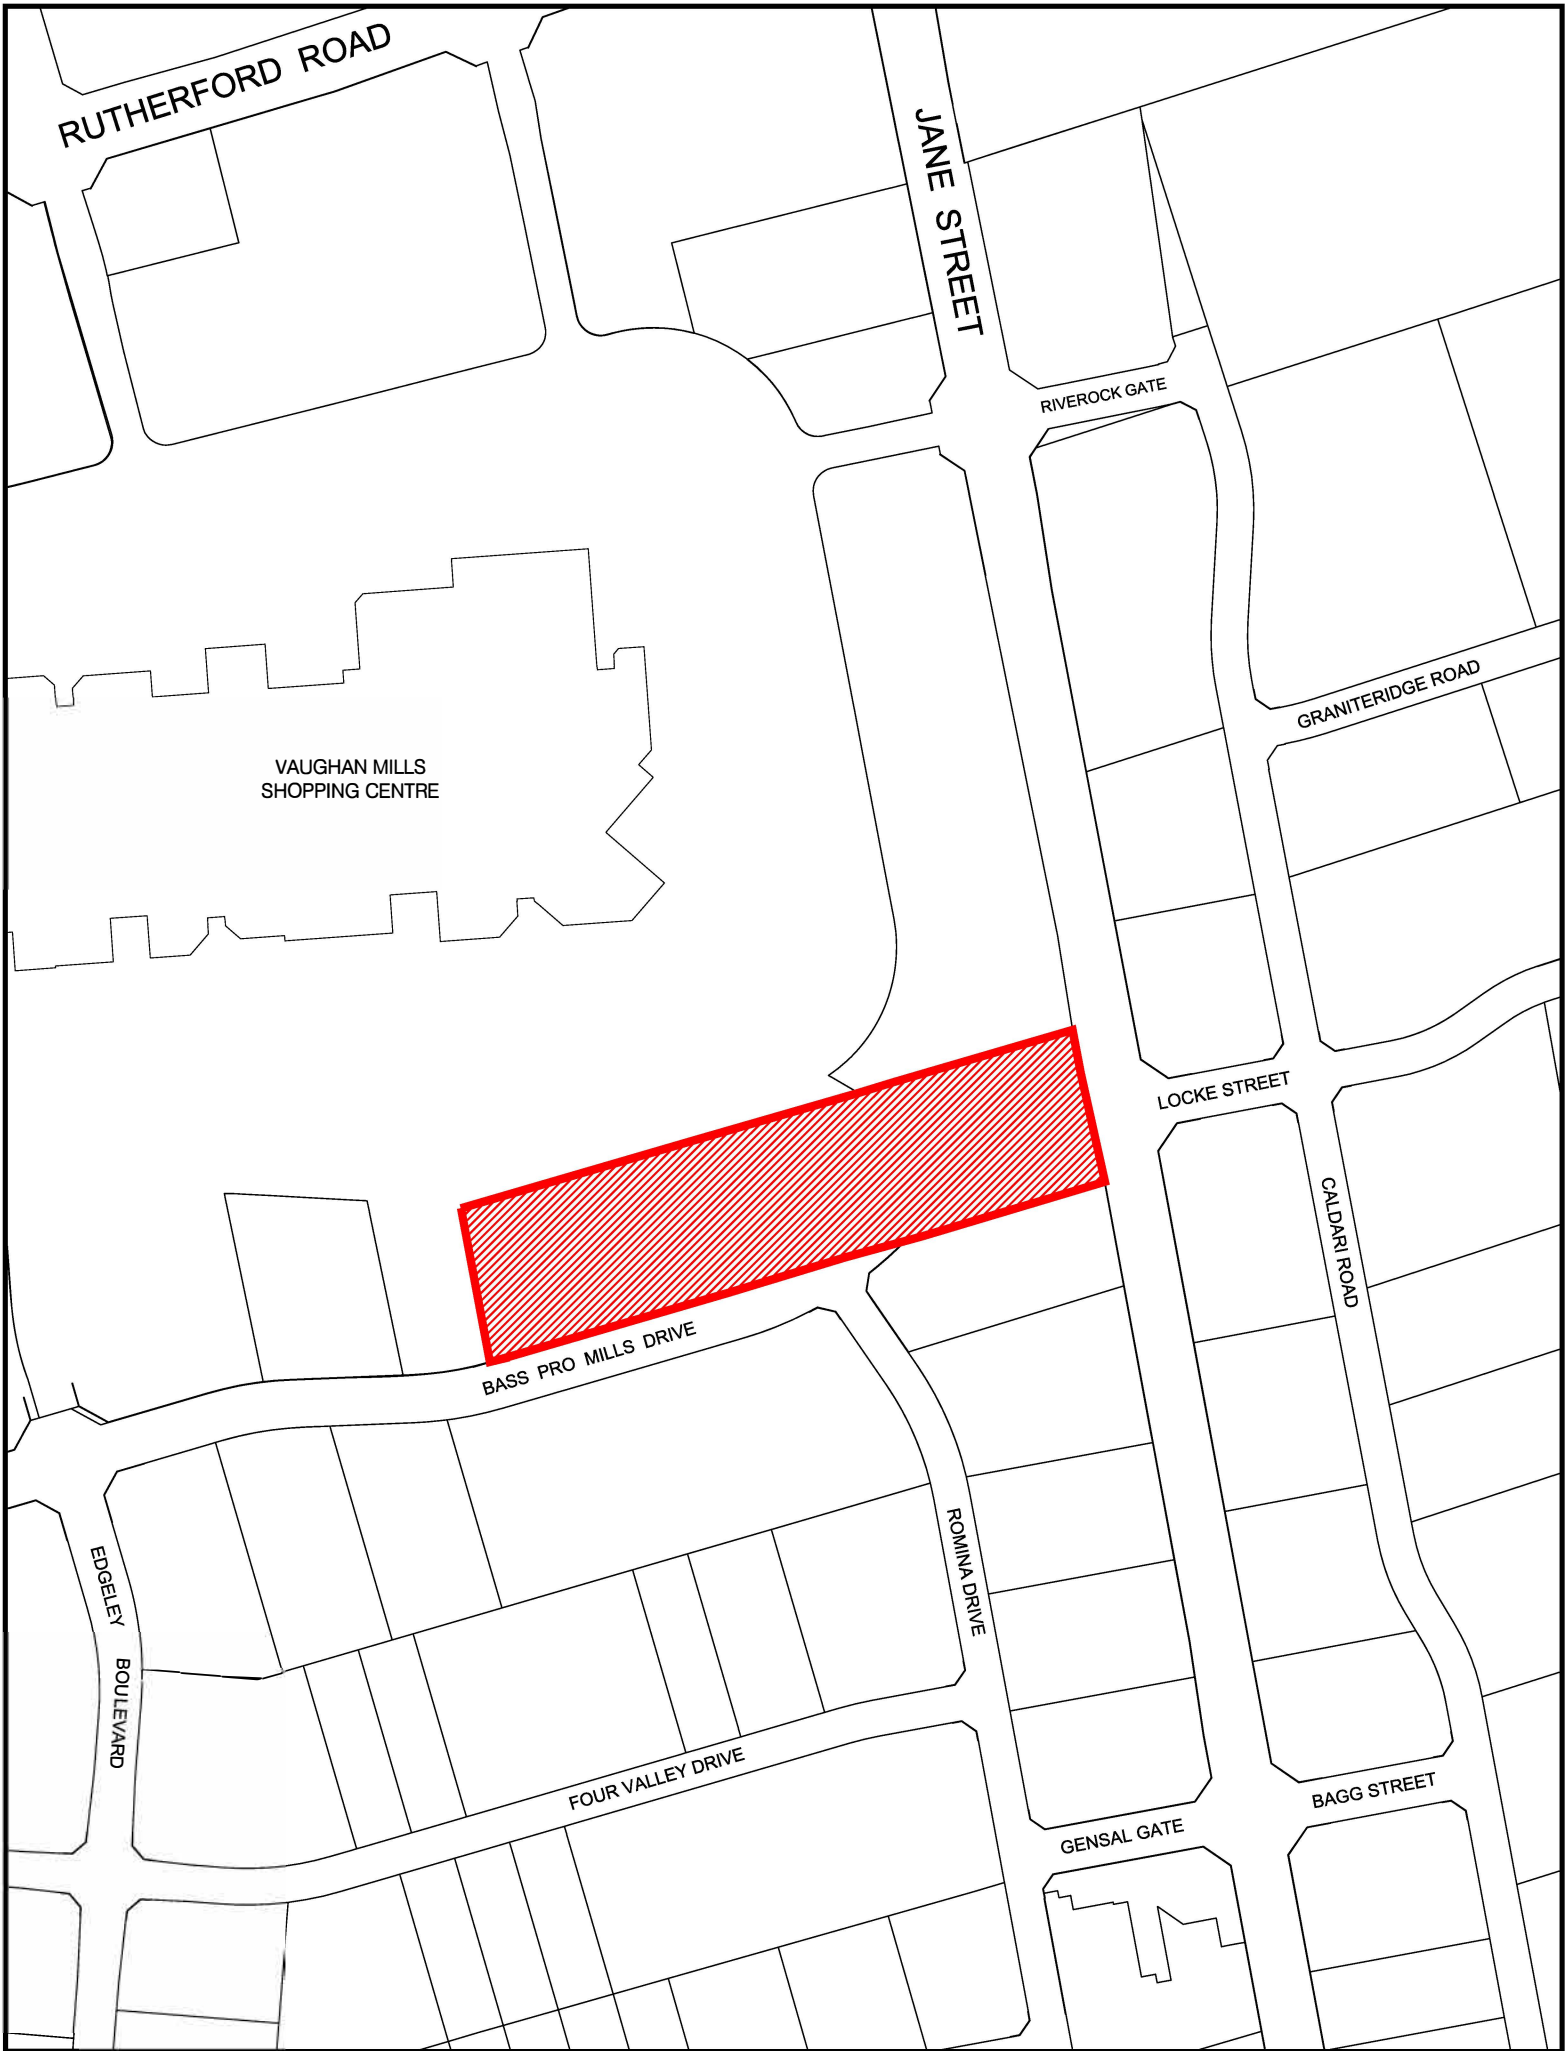 RUTHERFORD ROAD
JANE STREET
RIVEROCK GATE
GRANITERIDGE ROAD
VAUGHAN MILLS
SHOPPING CENTRE
LOCKE STREET
CALDARI ROAD
BASS PRO MILLS DRIVE
ROMINA DRIVE
EDGELEY BOULEVARD
FOUR VALLEY DRIVE
BAGG STREET
GENSAL GATE